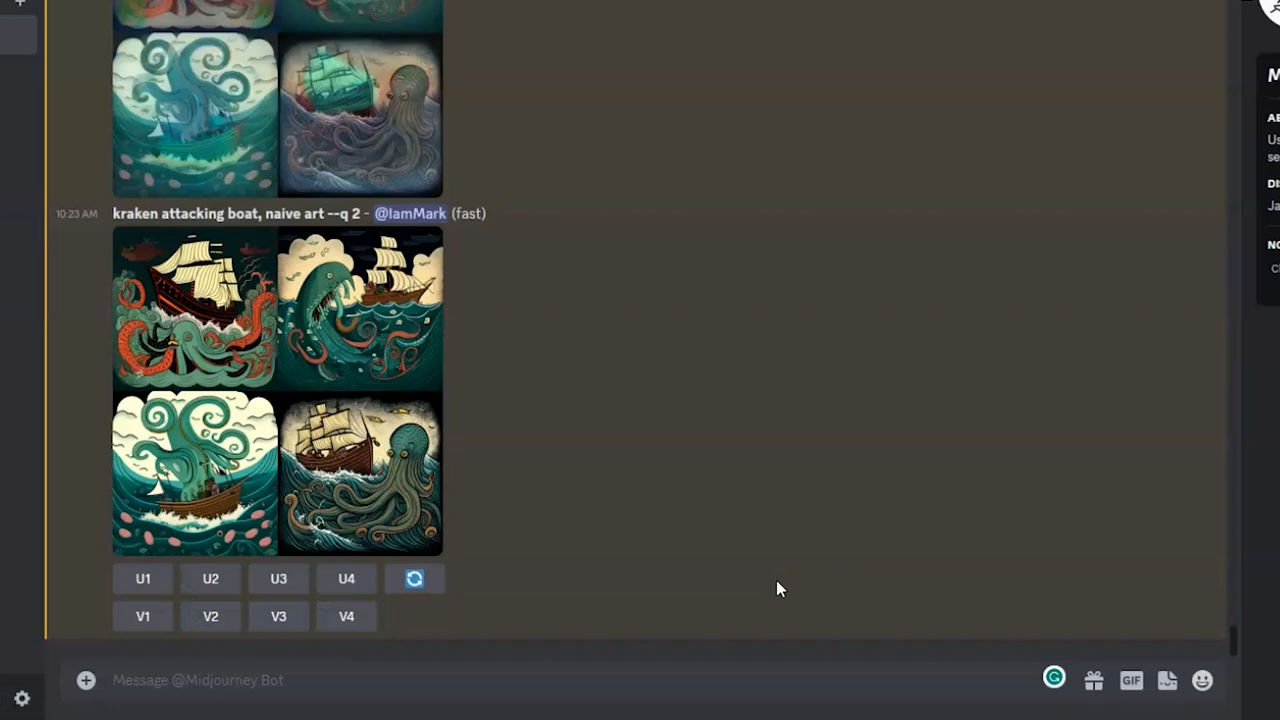 10:23 AM kraken attacking boat, naive art --q 2 - @IamMark (fast)
U1 U2 U3 U4
V1 V2 V3 V4
Message @Midjourney Bot
GIF